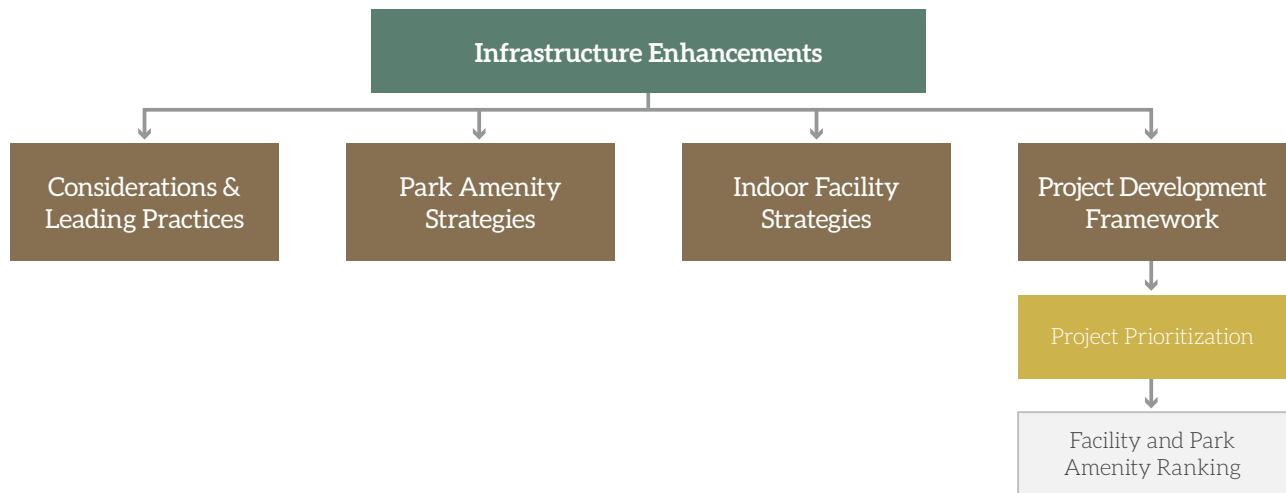 Infrastructure Enhancements
Considerations &
Leading Practices
Park Amenity
Strategies
Indoor Facility
Strategies
Project Development
Framework
Project Prioritization
Facility and Park
Amenity Ranking